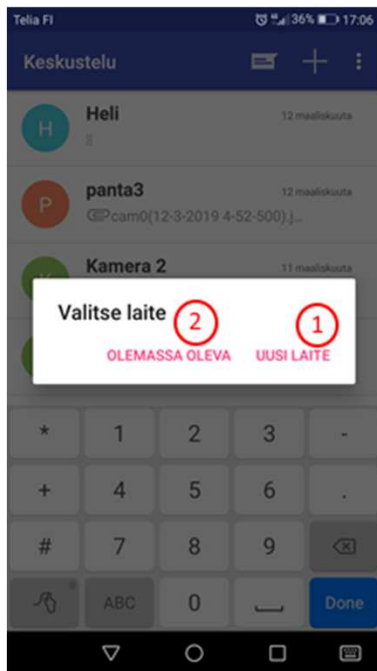 Telia FI 36% 17:06
Keskustelu
H Heli 12 maaliskuuta
P panta3 12 maaliskuuta
cam0(12-3-2019 4-52-500).j...
Kamera 2 11 maaliskuuta
Valitse laite 2 1
OLEMASSA OLEVA UUSI LAITE
* 1 2 3 -
+ 4 5 6 .
# 7 8 9
ABC 0 Done